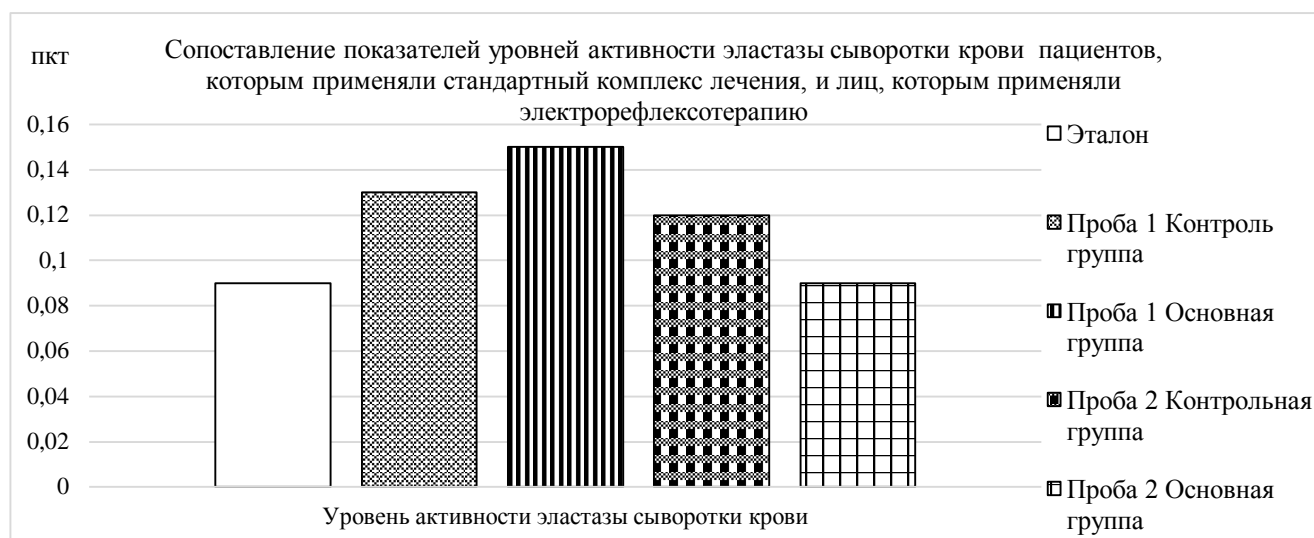 пкт
Сопоставление показателей уровней активности эластазы сыворотки крови пациентов,
которым применяли стандартный комплекс лечения, и лиц, которым применяли
электрорефлексотерапию
0,16
0,14
0,12
0,1
0,08
0,06
0,04
0,02
0
Уровень активности эластазы сыворотки крови
Эталон
Проба 1 Контроль
группа
Проба 1 Основная
группа
Проба 2 Контрольная
группа
Проба 2 Основная
группа